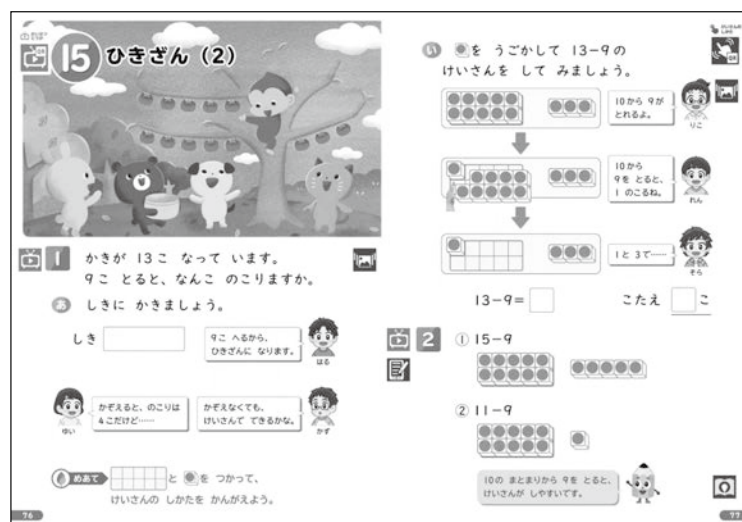 15 ひきざん（2）
1 かきが 13こ なって います。
9こ とると、なんこ のこりますか。
あ しきに かきましょう。
しき
9こ へるから、
ひきざんに なります。
はる
ゆい
かぞえると、のこりは
4こだけど……
かぞえなくても、
けいさんで できるかな。
かず
めあて と を つかって、
けいさんの しかたを かんがえよう。
76
い を うごかして 13-9の
けいさんを して みましょう。
10から 9が
とれるよ。
りこ
10から
9を とると、
1 のこるね。
れん
1と 3で……
そら
13-9= こたえ こ
2 ① 15-9
② 11-9
10の まとまりから 9を とると、
けいさんが しやすいです。
77